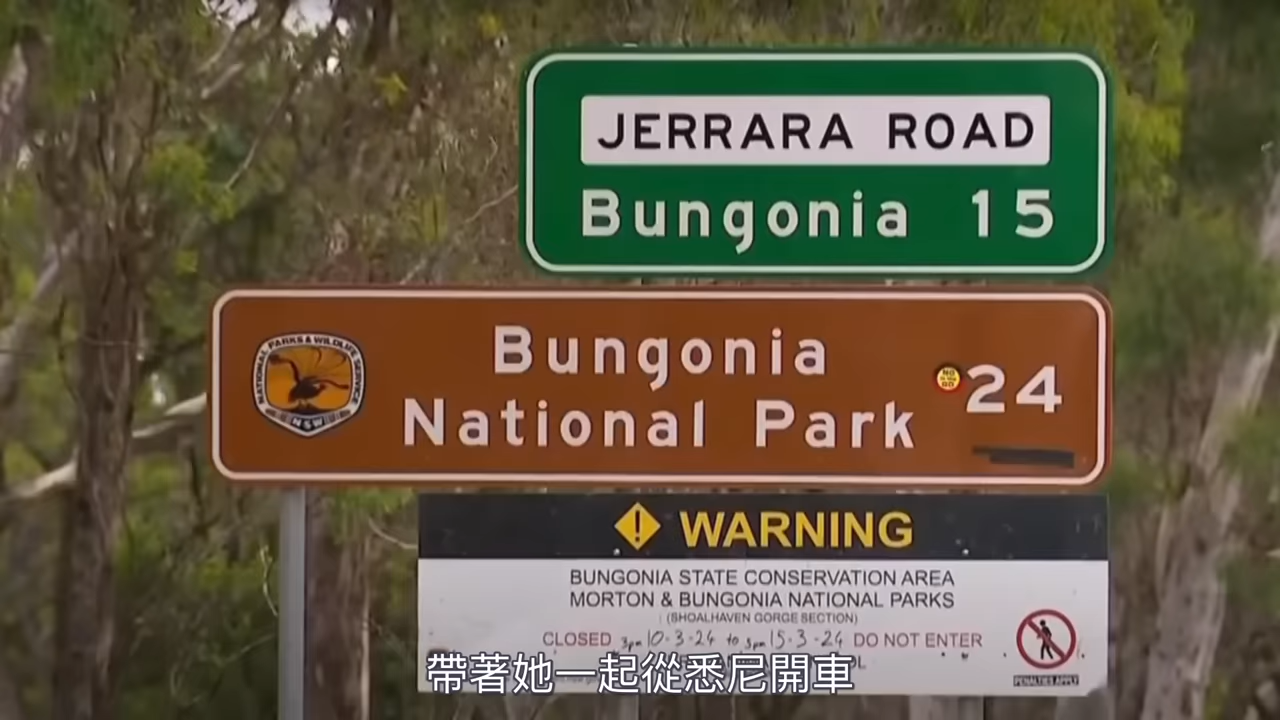 JERRARA ROAD
Bungonia 15
NATIONAL PARKS & WILDLIFE SERVICE
NSW
Bungonia
National Park
24
WARNING
BUNGONIA STATE CONSERVATION AREA
MORTON & BUNGONIA NATIONAL PARKS
(SHOALHAVEN GORGE SECTION)
CLOSED 3pm 10-3-24 to 5pm 15-3-24 DO NOT ENTER
PENALTIES APPLY
帶著她一起從悉尼開車